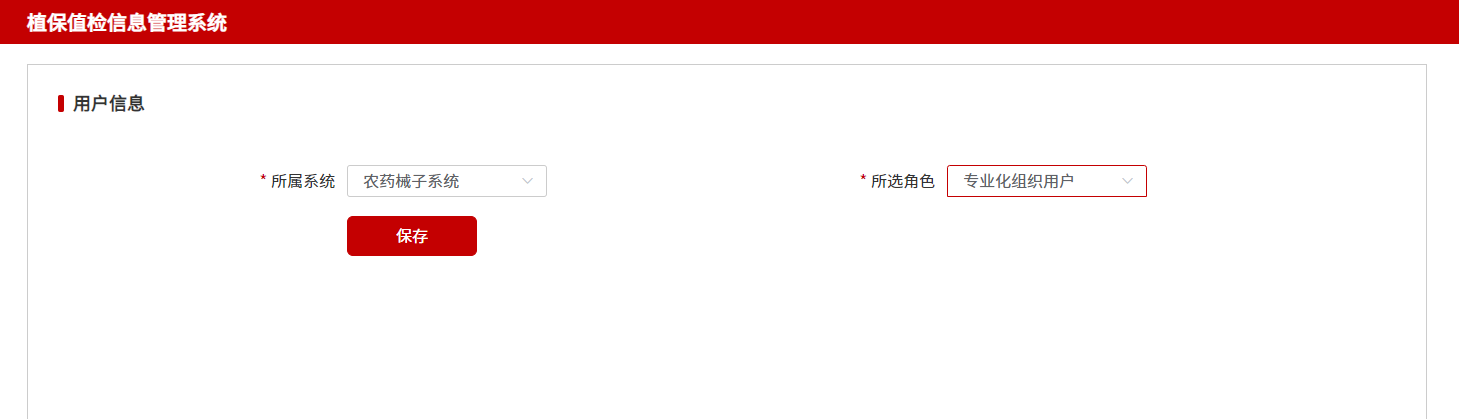 植保值检信息管理系统
用户信息
* 所属系统 农药械子系统
* 所选角色 专业化组织用户
保存